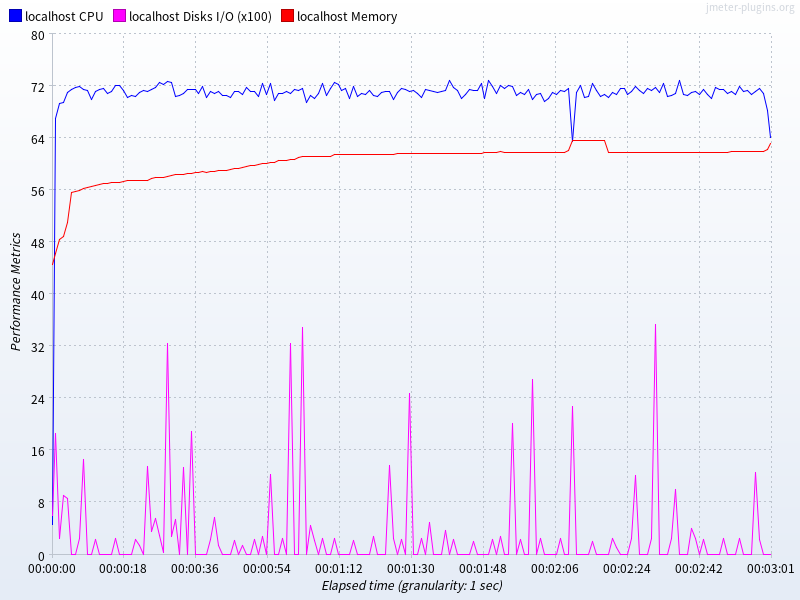 jmeter-plugins.org
localhost CPU localhost Disks I/O (x100) localhost Memory
80
72
64
56
48
40
32
24
16
8
0
Performance Metrics
00:00:00 00:00:18 00:00:36 00:00:54 00:01:12 00:01:30 00:01:48 00:02:06 00:02:24 00:02:42 00:03:01
Elapsed time (granularity: 1 sec)